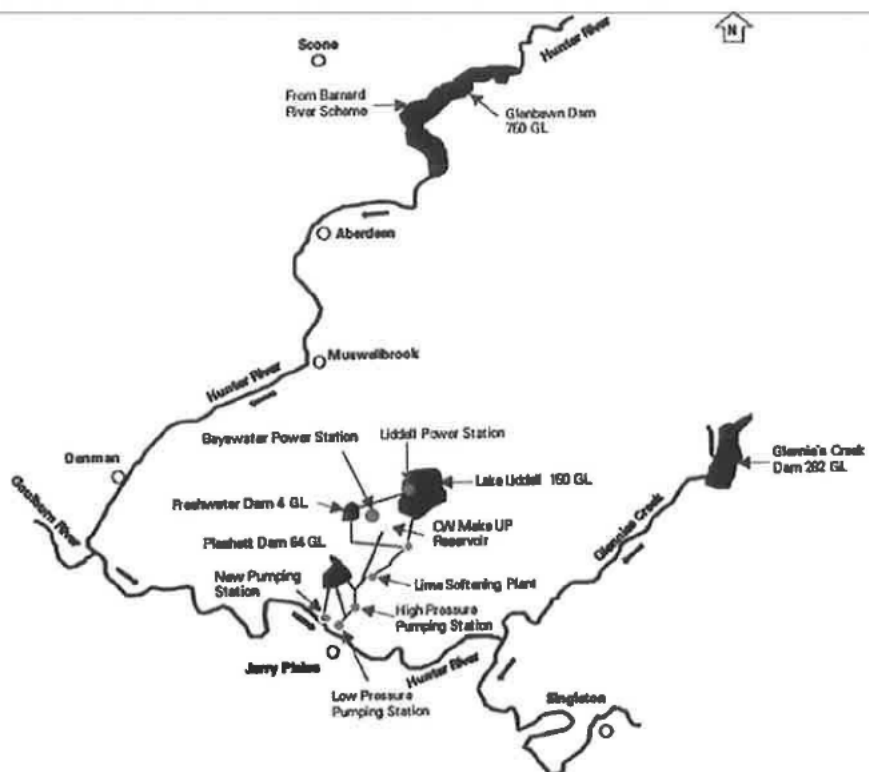 N
Scone
Hunter River
From Barnard
River Scheme
Glenbawn Dam
750 GL
Aberdeen
Muswellbrook
Hunter River
Bayswater Power Station
Liddell Power Station
Denman
Goulburn River
Lake Liddell 150 GL
Glennie's Creek
Dam 282 GL
Freshwater Dam 4 GL
CW Make UP
Reservoir
Glennies Creek
Plashett Dam 64 GL
New Pumping
Station
Lime Softening Plant
High Pressure
Pumping Station
Jerry Plains
Hunter River
Low Pressure
Pumping Station
Singleton